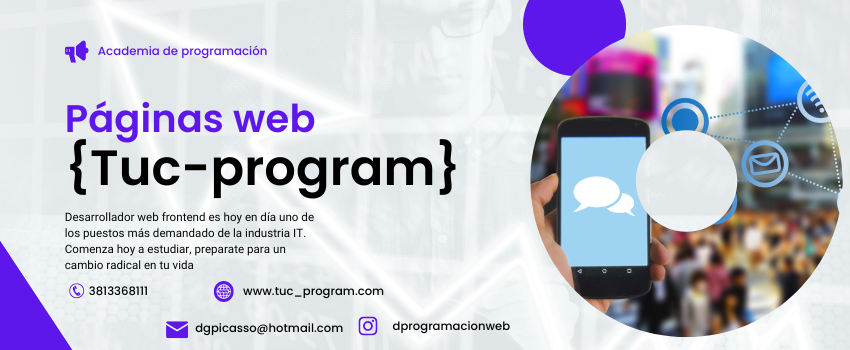 Academia de programación
Páginas web
{Tuc-program}
Desarrollador web frontend es hoy en día uno de
los puestos más demandado de la industria IT.
Comenza hoy a estudiar, preparate para un
cambio radical en tu vida
3813368111
www.tuc_program.com
dgpicasso@hotmail.com
dprogramacionweb